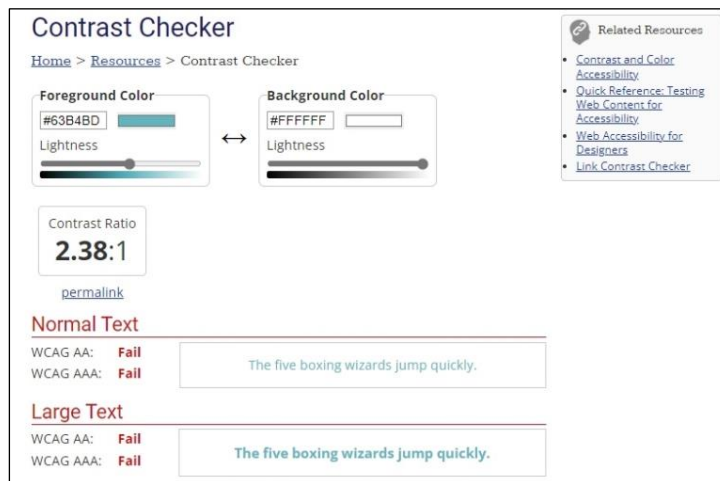 Contrast Checker
Home > Resources > Contrast Checker
Foreground Color
#63B4BD
Lightness
↔
Background Color
#FFFFFF
Lightness
Contrast Ratio
2.38:1
permalink
Normal Text
WCAG AA: Fail
WCAG AAA: Fail
The five boxing wizards jump quickly.
Large Text
WCAG AA: Fail
WCAG AAA: Fail
The five boxing wizards jump quickly.
Related Resources
• Contrast and Color
Accessibility
• Quick Reference: Testing
Web Content for
Accessibility
• Web Accessibility for
Designers
• Link Contrast Checker